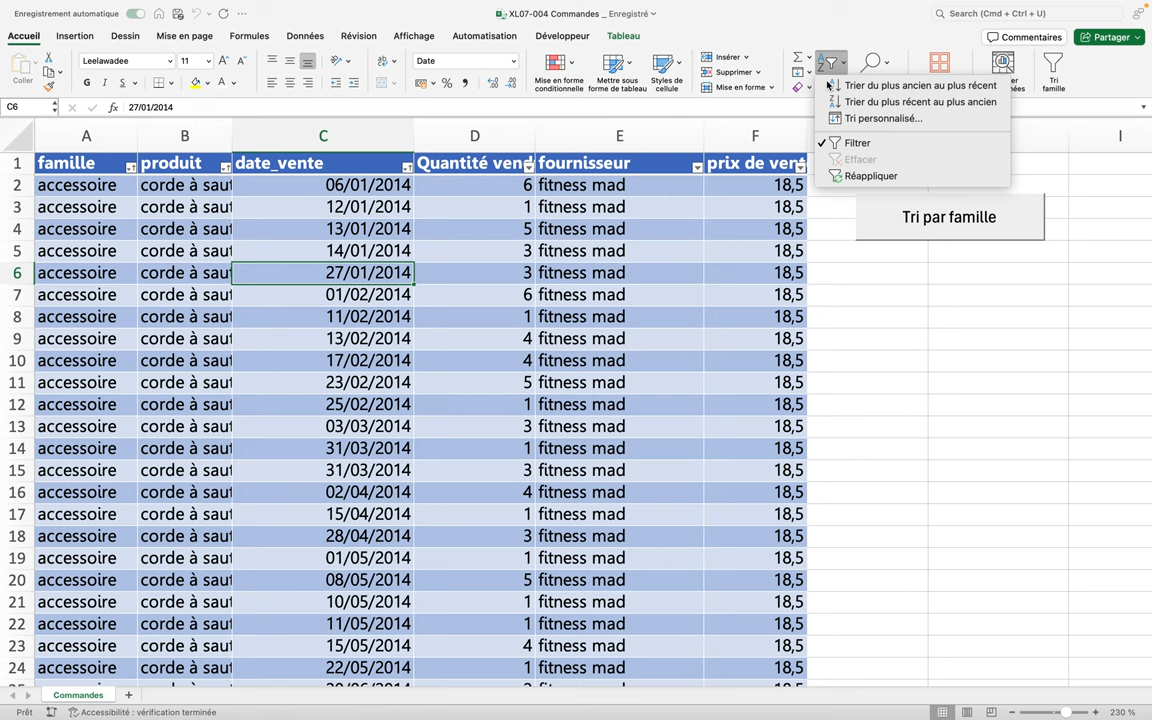 Enregistrement automatique
XL07-004 Commandes _ Enregistré
Search (Cmd + Ctrl + U)
Accueil Insertion Dessin Mise en page Formules Données Révision Affichage Automatisation Développeur Tableau
Commentaires Partager
Coller
Leelawadee 11
G I S
Date
Mise en forme conditionnelle
Mettre sous forme de tableau
Styles de cellule
Insérer
Supprimer
Mise en forme
Tri famille
C6 fx 27/01/2014
Trier du plus ancien au plus récent
Trier du plus récent au plus ancien
Tri personnalisé...
Filtrer
Effacer
Réappliquer
A B C D E F I
1 famille produit date_vente Quantité vend fournisseur prix de vent
2 accessoire corde à saut 06/01/2014 6 fitness mad 18,5
3 accessoire corde à saut 12/01/2014 1 fitness mad 18,5
4 accessoire corde à saut 13/01/2014 5 fitness mad 18,5
5 accessoire corde à saut 14/01/2014 3 fitness mad 18,5
6 accessoire corde à saut 27/01/2014 3 fitness mad 18,5
7 accessoire corde à saut 01/02/2014 6 fitness mad 18,5
8 accessoire corde à saut 11/02/2014 1 fitness mad 18,5
9 accessoire corde à saut 13/02/2014 4 fitness mad 18,5
10 accessoire corde à saut 17/02/2014 4 fitness mad 18,5
11 accessoire corde à saut 23/02/2014 5 fitness mad 18,5
12 accessoire corde à saut 25/02/2014 1 fitness mad 18,5
13 accessoire corde à saut 03/03/2014 3 fitness mad 18,5
14 accessoire corde à saut 31/03/2014 1 fitness mad 18,5
15 accessoire corde à saut 31/03/2014 3 fitness mad 18,5
16 accessoire corde à saut 02/04/2014 4 fitness mad 18,5
17 accessoire corde à saut 15/04/2014 1 fitness mad 18,5
18 accessoire corde à saut 28/04/2014 3 fitness mad 18,5
19 accessoire corde à saut 01/05/2014 1 fitness mad 18,5
20 accessoire corde à saut 08/05/2014 5 fitness mad 18,5
21 accessoire corde à saut 10/05/2014 1 fitness mad 18,5
22 accessoire corde à saut 11/05/2014 1 fitness mad 18,5
23 accessoire corde à saut 15/05/2014 4 fitness mad 18,5
24 accessoire corde à saut 22/05/2014 1 fitness mad 18,5
Tri par famille
Commandes
Prêt Accessibilité : vérification terminée 230 %